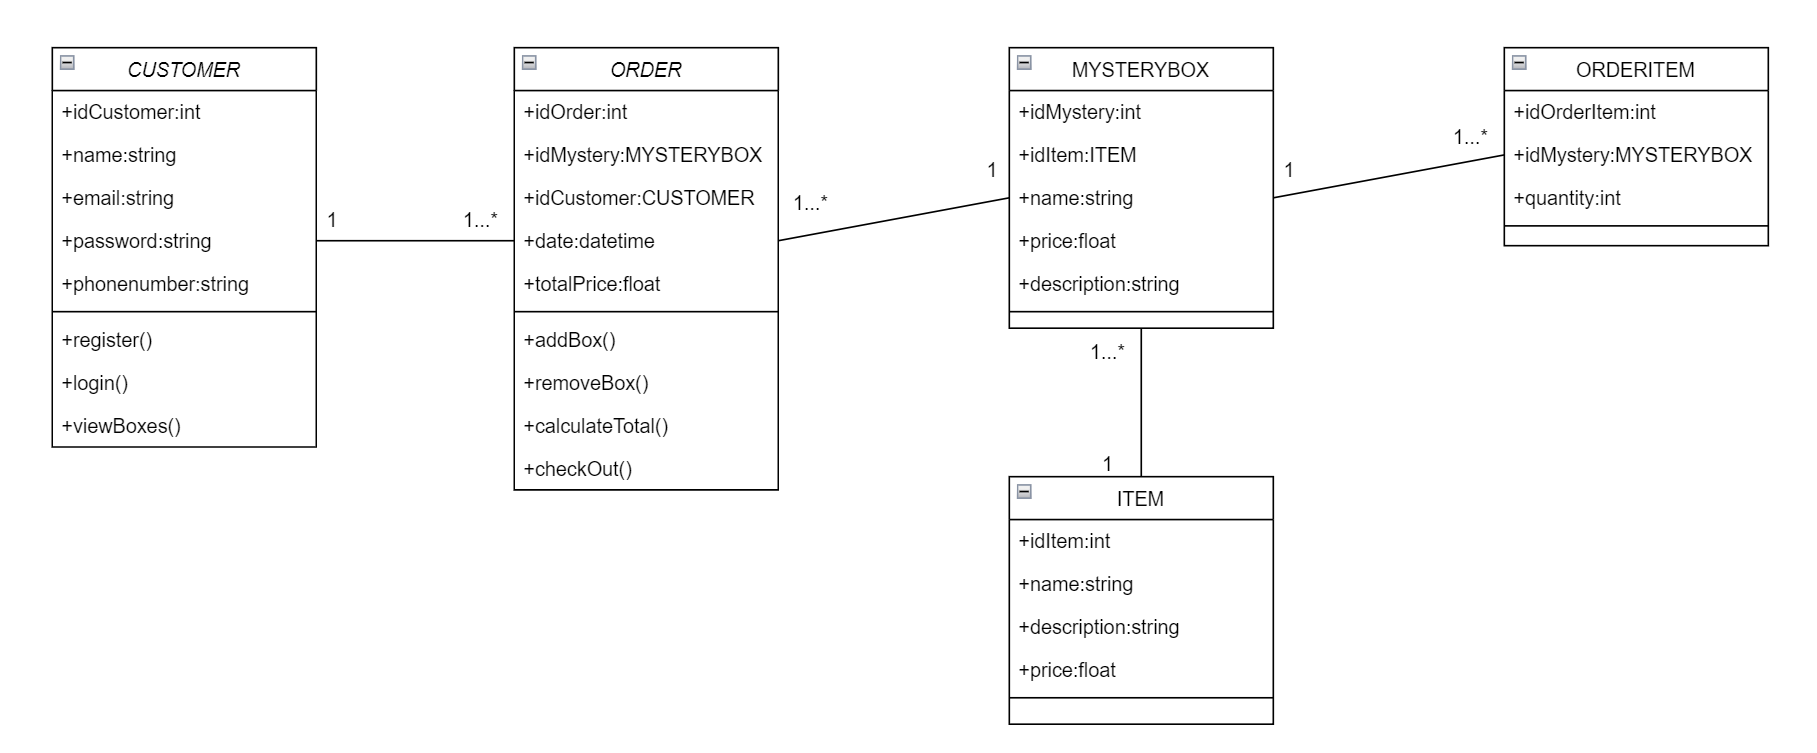 CUSTOMER
+idCustomer:int
+name:string
+email:string
+password:string
+phonenumber:string
+register()
+login()
+viewBoxes()
1
1...*
ORDER
+idOrder:int
+idMystery:MYSTERYBOX
+idCustomer:CUSTOMER
+date:datetime
+totalPrice:float
+addBox()
+removeBox()
+calculateTotal()
+checkOut()
1...*
1
MYSTERYBOX
+idMystery:int
+idItem:ITEM
+name:string
+price:float
+description:string
1
1...*
ORDERITEM
+idOrderItem:int
+idMystery:MYSTERYBOX
+quantity:int
1...*
1
ITEM
+idItem:int
+name:string
+description:string
+price:float